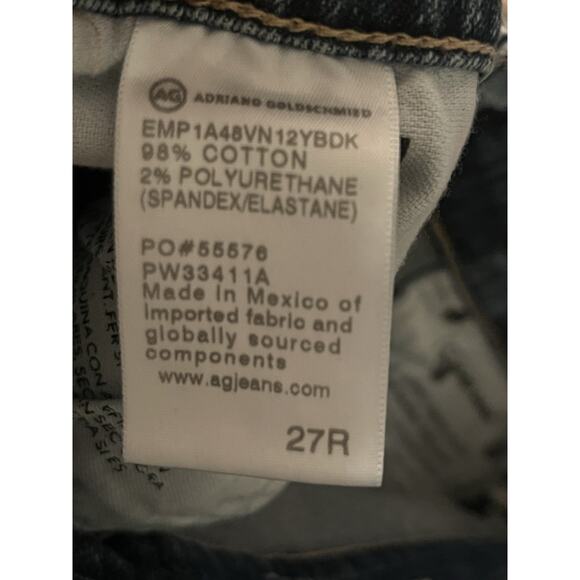 AG ADRIANO GOLDSCHMIED
EMP1A48VN12YBDK
98% COTTON
2% POLYURETHANE
(SPANDEX/ELASTANE)
PO#55576
PW33411A
Made In Mexico of
imported fabric and
globally sourced
components
www.agjeans.com
27R